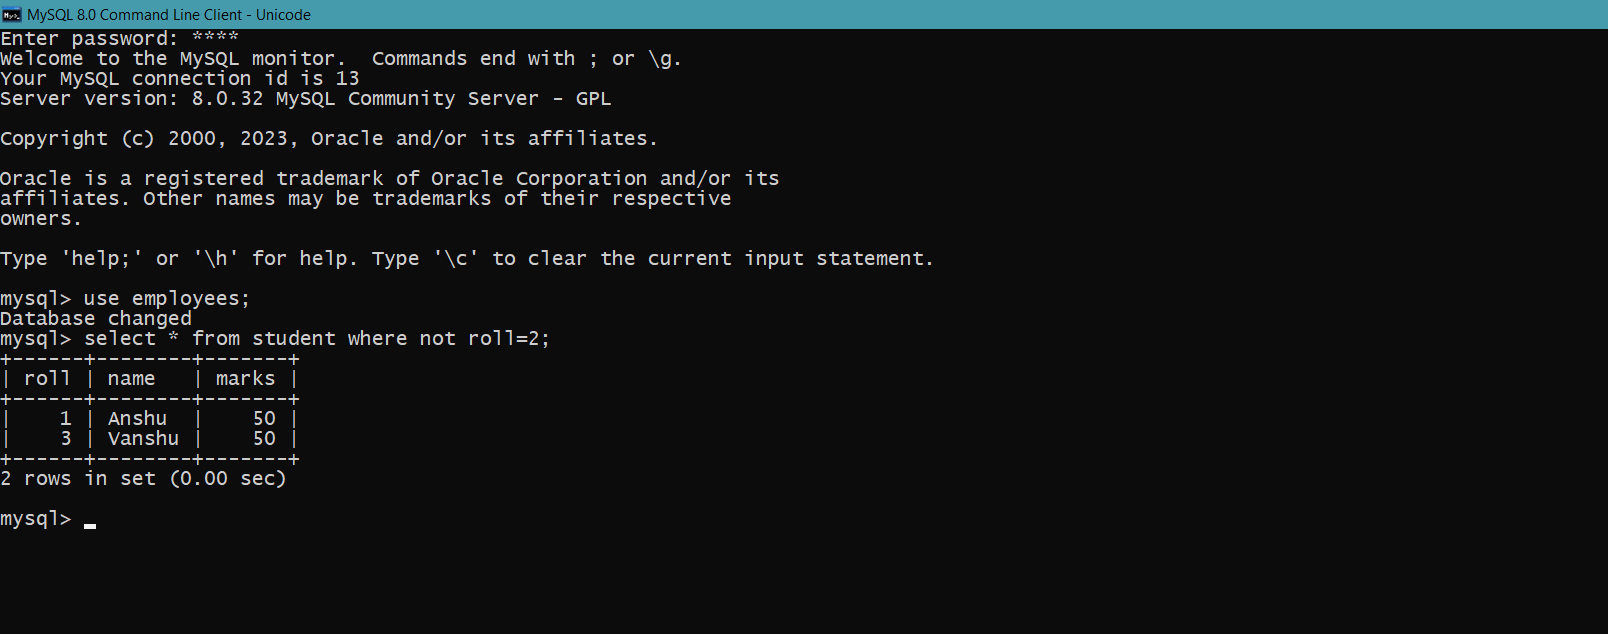 MySQL 8.0 Command Line Client - Unicode
Enter password: ****
Welcome to the MySQL monitor.  Commands end with ; or \g.
Your MySQL connection id is 13
Server version: 8.0.32 MySQL Community Server - GPL
Copyright (c) 2000, 2023, Oracle and/or its affiliates.
Oracle is a registered trademark of Oracle Corporation and/or its
affiliates. Other names may be trademarks of their respective
owners.
Type 'help;' or '\h' for help. Type '\c' to clear the current input statement.
mysql> use employees;
Database changed
mysql> select * from student where not roll=2;
+------+--------+-------+
| roll | name   | marks |
+------+--------+-------+
|    1 | Anshu  |    50 |
|    3 | Vanshu |    50 |
+------+--------+-------+
2 rows in set (0.00 sec)
mysql> _